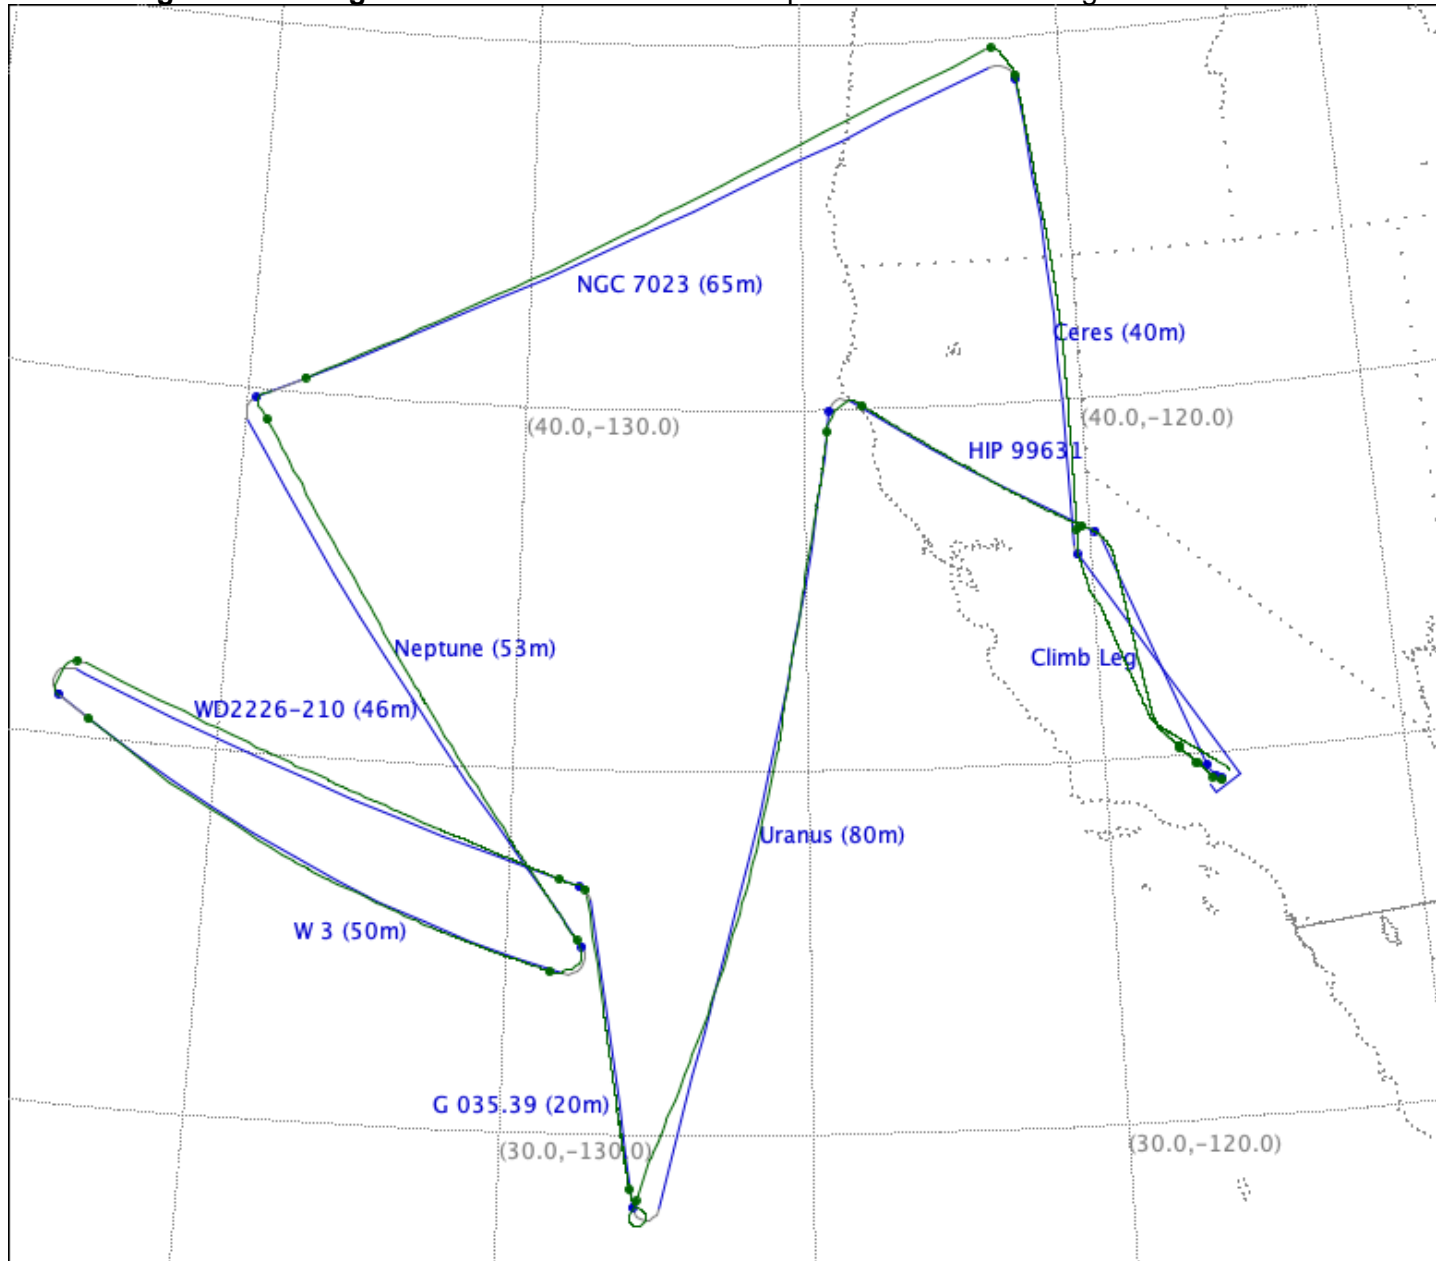 NGC 7023 (65m)
Ceres (40m)
(40.0,-130.0)
(40.0,-120.0)
HIP 99631
Neptune (53m)
Climb Leg
WD2226-210 (46m)
Uranus (80m)
W 3 (50m)
G 035.39 (20m)
(30.0,-130.0)
(30.0,-120.0)